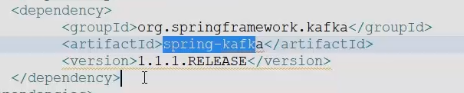 <dependency>
<groupId>org.springframework.kafka</groupId>
<artifactId>spring-kafka</artifactId>
<version>1.1.1.RELEASE</version>
</dependency>